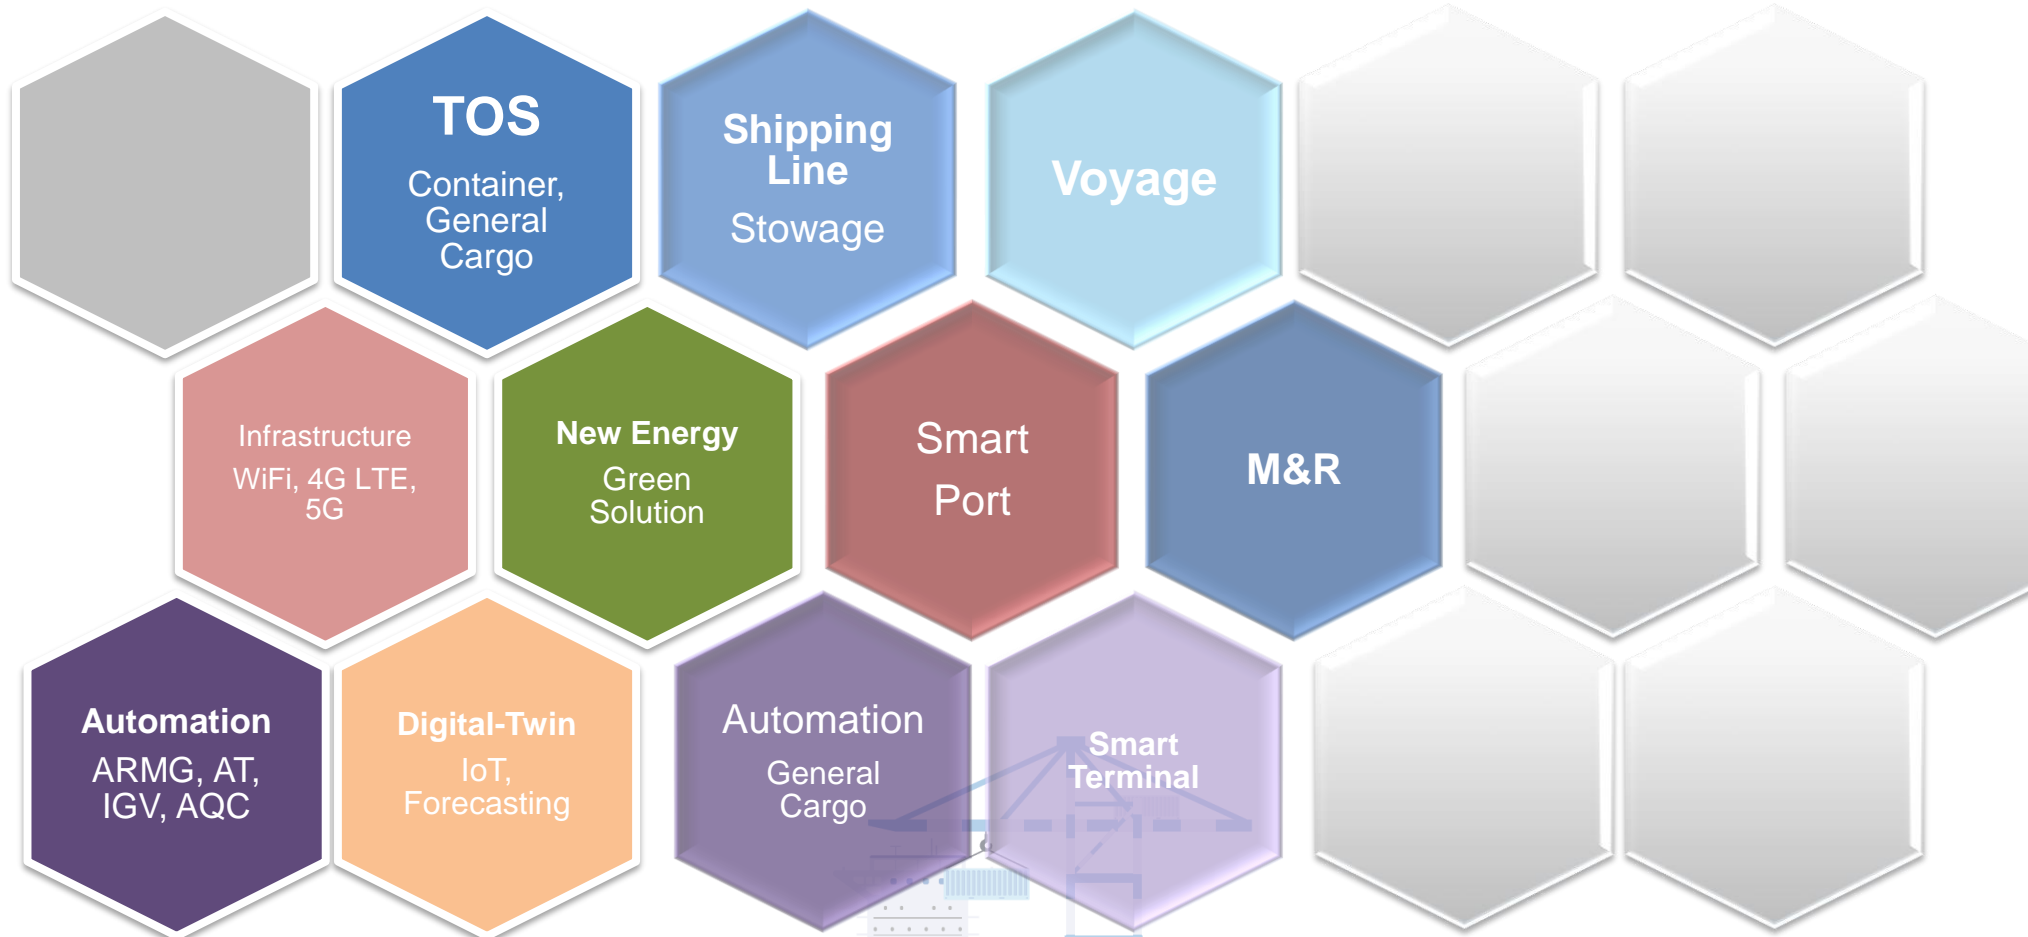 TOS
Container,
General
Cargo
Shipping
Line
Stowage
Voyage
Infrastructure
WiFi, 4G LTE,
5G
New Energy
Green
Solution
Smart
Port
M&R
Automation
ARMG, AT,
IGV, AQC
Digital-Twin
IoT,
Forecasting
Automation
General
Cargo
Smart
Terminal